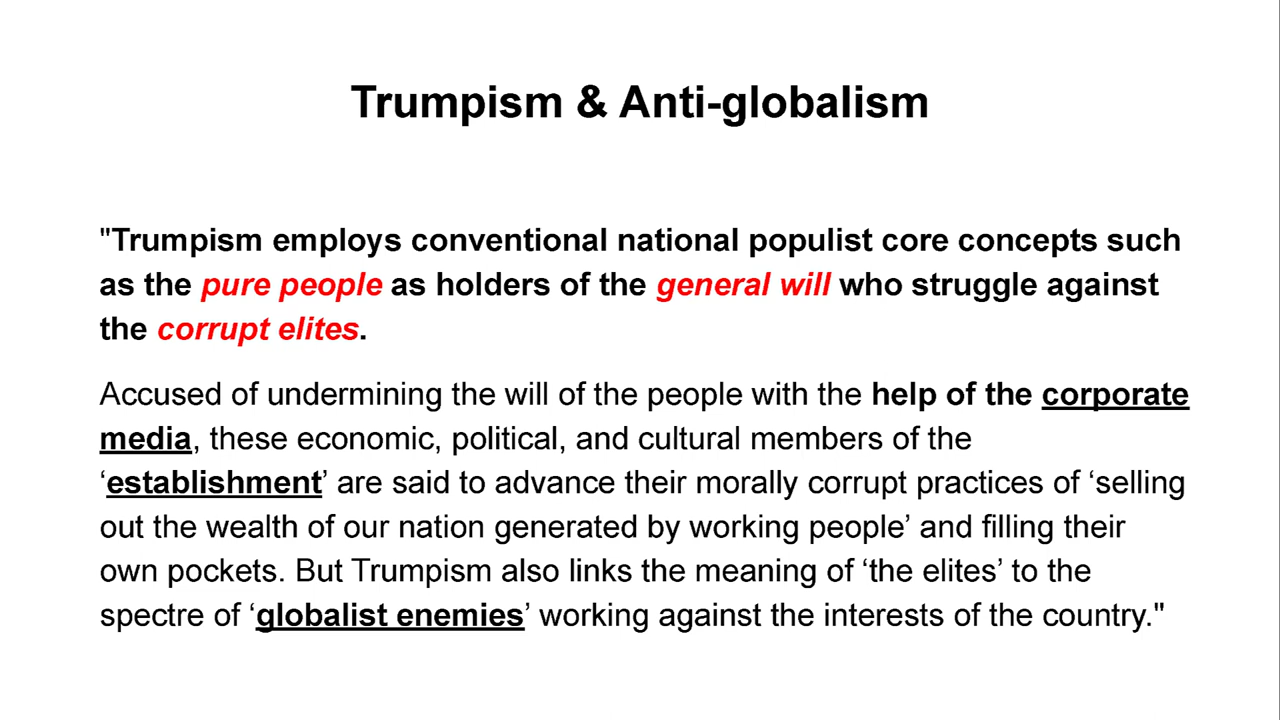 Trumpism & Anti-globalism
"Trumpism employs conventional national populist core concepts such
as the pure people as holders of the general will who struggle against
the corrupt elites.
Accused of undermining the will of the people with the help of the corporate
media, these economic, political, and cultural members of the
‘establishment’ are said to advance their morally corrupt practices of ‘selling
out the wealth of our nation generated by working people’ and filling their
own pockets. But Trumpism also links the meaning of ‘the elites’ to the
spectre of ‘globalist enemies’ working against the interests of the country."